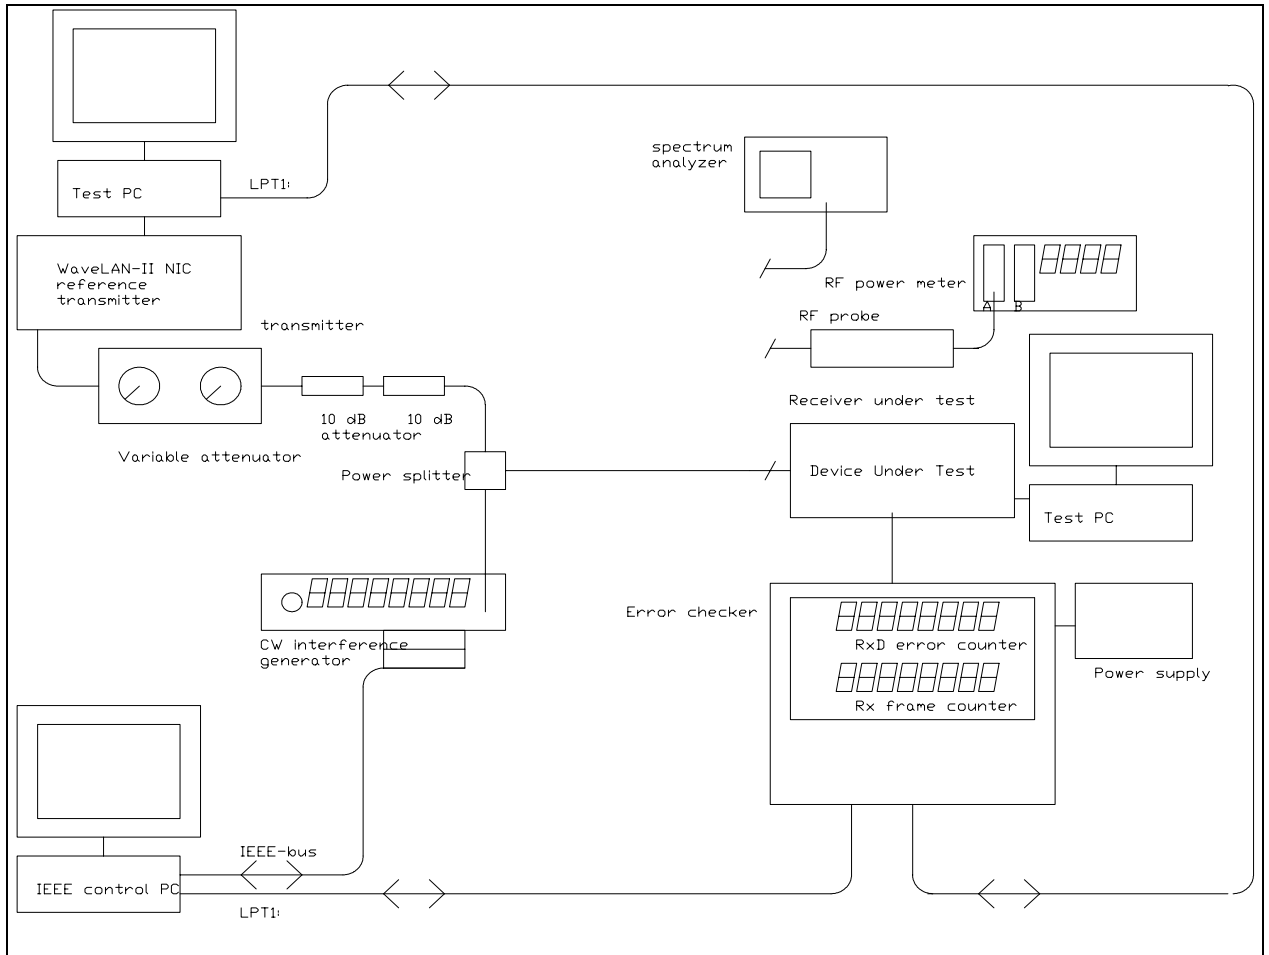 spectrum
analyzer
Test PC
LPT1:
WaveLAN-II NIC
reference
transmitter
RF power meter
A B
RF probe
transmitter
Receiver under test
10 dB 10 dB
attenuator
Variable attenuator
Power splitter
Device Under Test
Test PC
Error checker
CW interference
generator
RxD error counter
Power supply
Rx frame counter
IEEE-bus
IEEE control PC
LPT1: